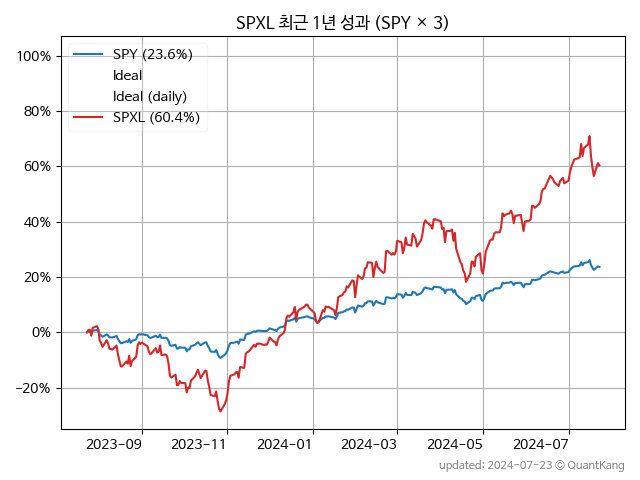 SPXL 최근 1년 성과 (SPY × 3)
100%
80%
60%
40%
20%
0%
−20%
SPY (23.6%)
Ideal
Ideal (daily)
SPXL (60.4%)
2023−09
2023−11
2024−01
2024−03
2024−05
2024−07
updated: 2024-07-23 © QuantKang